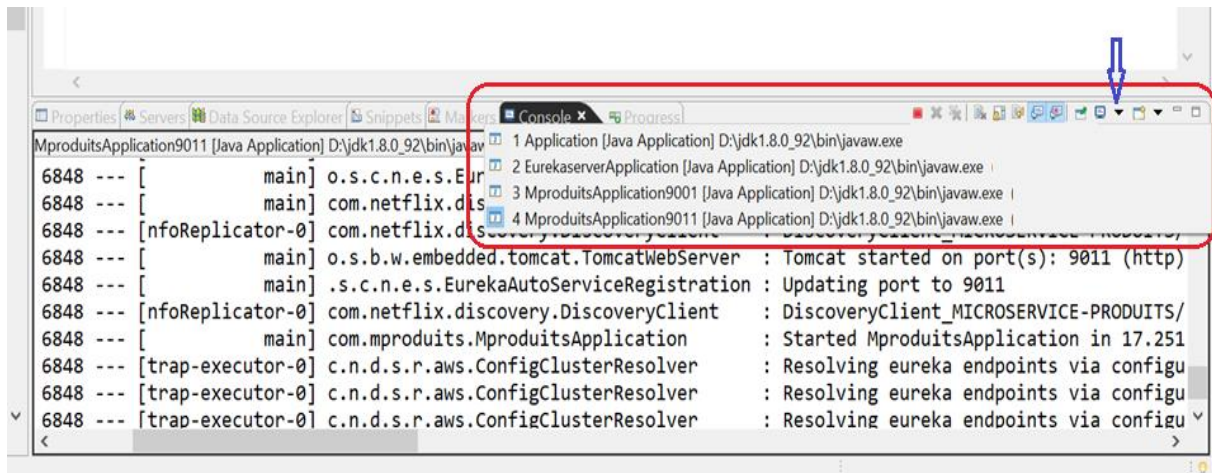 Properties Servers Data Source Explorer Snippets Markers Console Progress
MproduitsApplication9011 [Java Application] D:\jdk1.8.0_92\bin\javaw
1 Application [Java Application] D:\jdk1.8.0_92\bin\javaw.exe
2 EurekaserverApplication [Java Application] D:\jdk1.8.0_92\bin\javaw.exe (
3 MproduitsApplication9001 [Java Application] D:\jdk1.8.0_92\bin\javaw.exe (
4 MproduitsApplication9011 [Java Application] D:\jdk1.8.0_92\bin\javaw.exe (
6848 --- [ main] o.s.c.n.e.s.Eur
6848 --- [ main] com.netflix.dis
6848 --- [nfoReplicator-0] com.netflix.discovery.DiscoveryClient : DiscoveryClient_MICROSERVICE-PRODUITS/
6848 --- [ main] o.s.b.w.embedded.tomcat.TomcatWebServer : Tomcat started on port(s): 9011 (http)
6848 --- [ main] .s.c.n.e.s.EurekaAutoServiceRegistration : Updating port to 9011
6848 --- [nfoReplicator-0] com.netflix.discovery.DiscoveryClient : DiscoveryClient_MICROSERVICE-PRODUITS/
6848 --- [ main] com.mproduits.MproduitsApplication : Started MproduitsApplication in 17.251
6848 --- [trap-executor-0] c.n.d.s.r.aws.ConfigClusterResolver : Resolving eureka endpoints via configu
6848 --- [trap-executor-0] c.n.d.s.r.aws.ConfigClusterResolver : Resolving eureka endpoints via configu
6848 --- [trap-executor-0] c.n.d.s.r.aws.ConfigClusterResolver : Resolving eureka endpoints via configu